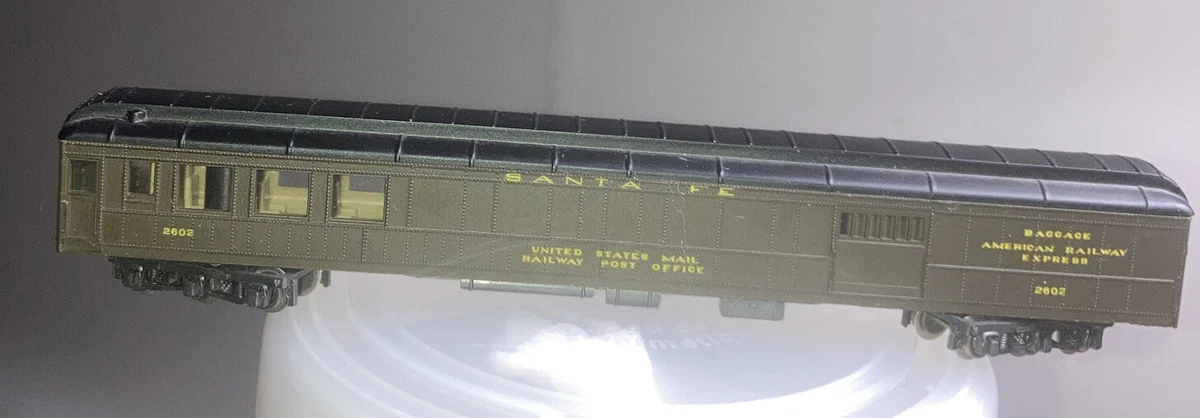 SANTA FE
2602
UNITED STATES MAIL
RAILWAY POST OFFICE
BAGGAGE
AMERICAN RAILWAY
EXPRESS
2602